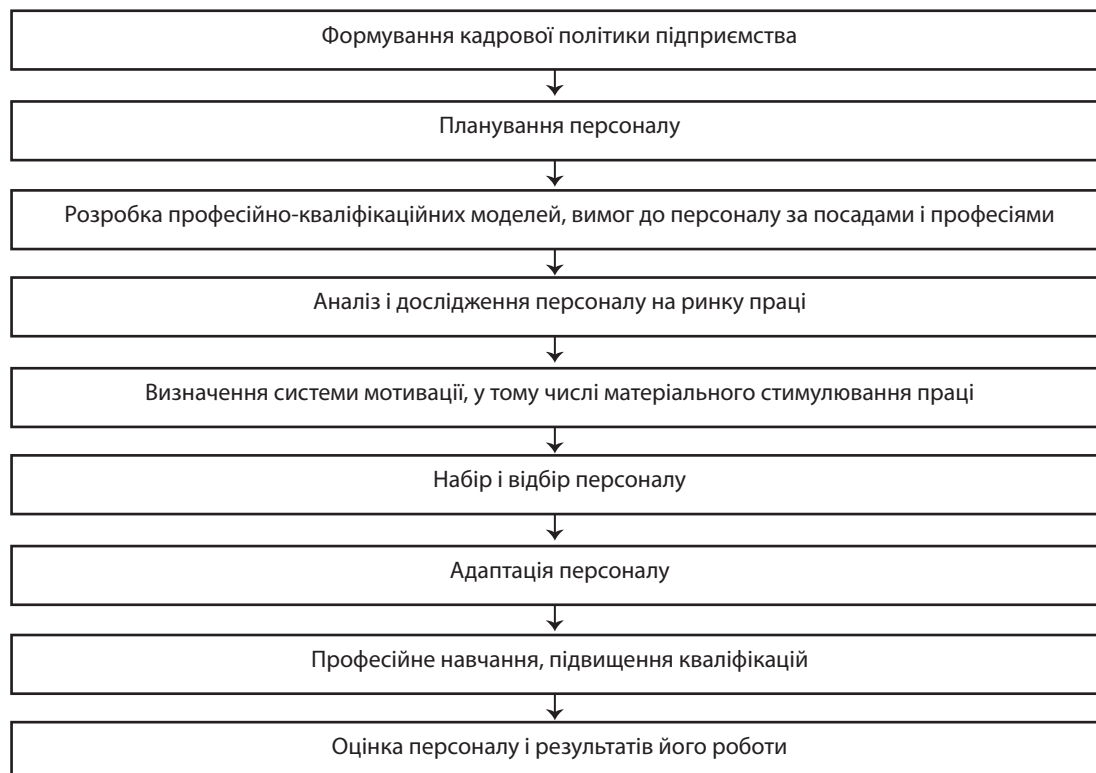 Формування кадрової політики підприємства
Планування персоналу
Розробка професійно-кваліфікаційних моделей, вимог до персоналу за посадами і професіями
Аналіз і дослідження персоналу на ринку праці
Визначення системи мотивації, у тому числі матеріального стимулювання праці
Набір і відбір персоналу
Адаптація персоналу
Професійне навчання, підвищення кваліфікацій
Оцінка персоналу і результатів його роботи